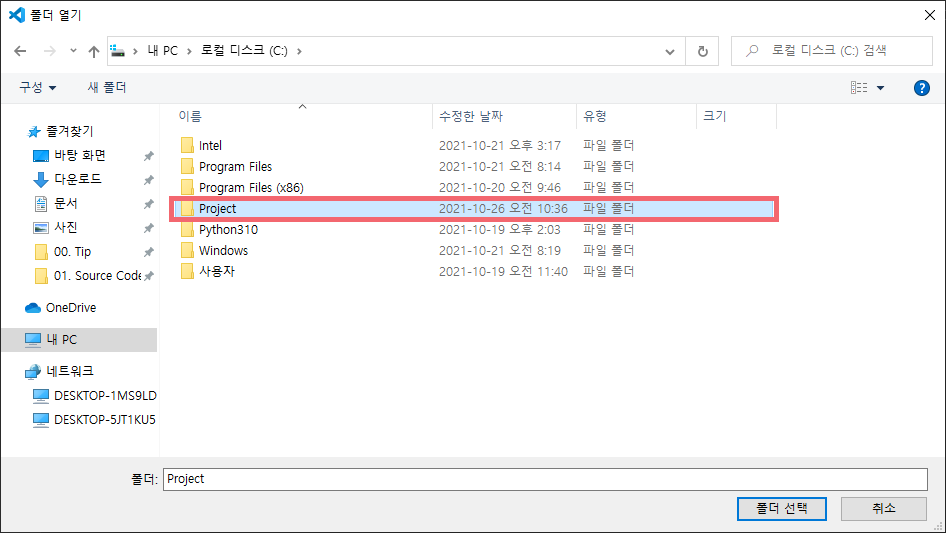 폴더 열기
내 PC > 로컬 디스크 (C:) >
로컬 디스크 (C:) 검색
구성 새 폴더
이름 수정한 날짜 유형 크기
즐겨찾기
바탕 화면
다운로드
문서
사진
00. Tip
01. Source Code
OneDrive
내 PC
네트워크
DESKTOP-1MS9LD
DESKTOP-5JT1KU5
Intel 2021-10-21 오후 3:17 파일 폴더
Program Files 2021-10-21 오전 8:14 파일 폴더
Program Files (x86) 2021-10-20 오전 9:46 파일 폴더
Project 2021-10-26 오전 10:36 파일 폴더
Python310 2021-10-19 오후 2:03 파일 폴더
Windows 2021-10-21 오전 8:19 파일 폴더
사용자 2021-10-19 오전 11:40 파일 폴더
폴더: Project
폴더 선택 취소